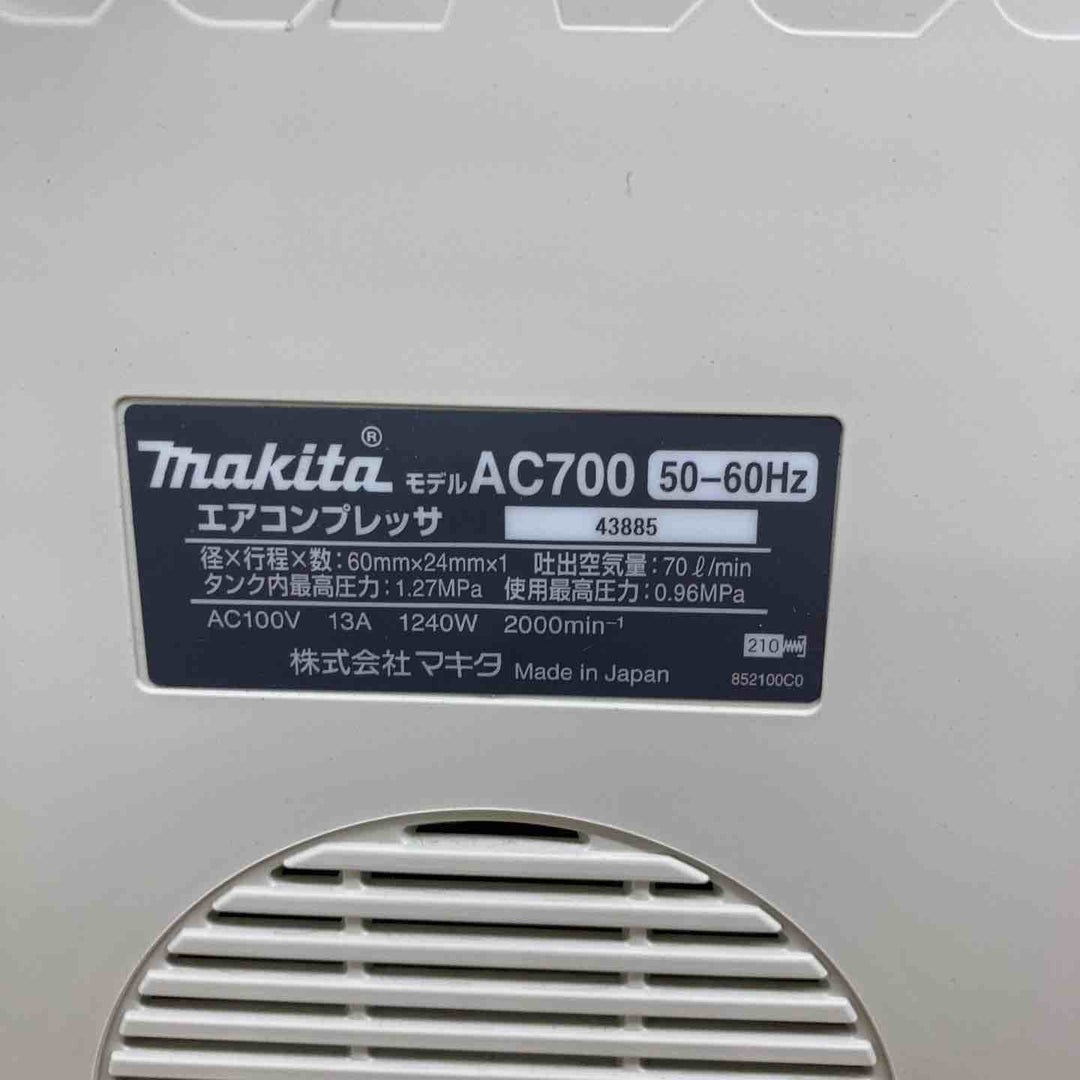 makita® モデル AC700 50-60Hz
エアコンプレッサ 43885
径×行程×数:60mm×24mm×1 吐出空気量:70ℓ/min
タンク内最高圧力:1.27MPa 使用最高圧力:0.96MPa
AC100V 13A 1240W 2000min⁻¹
210
株式会社マキタ Made in Japan
852100C0